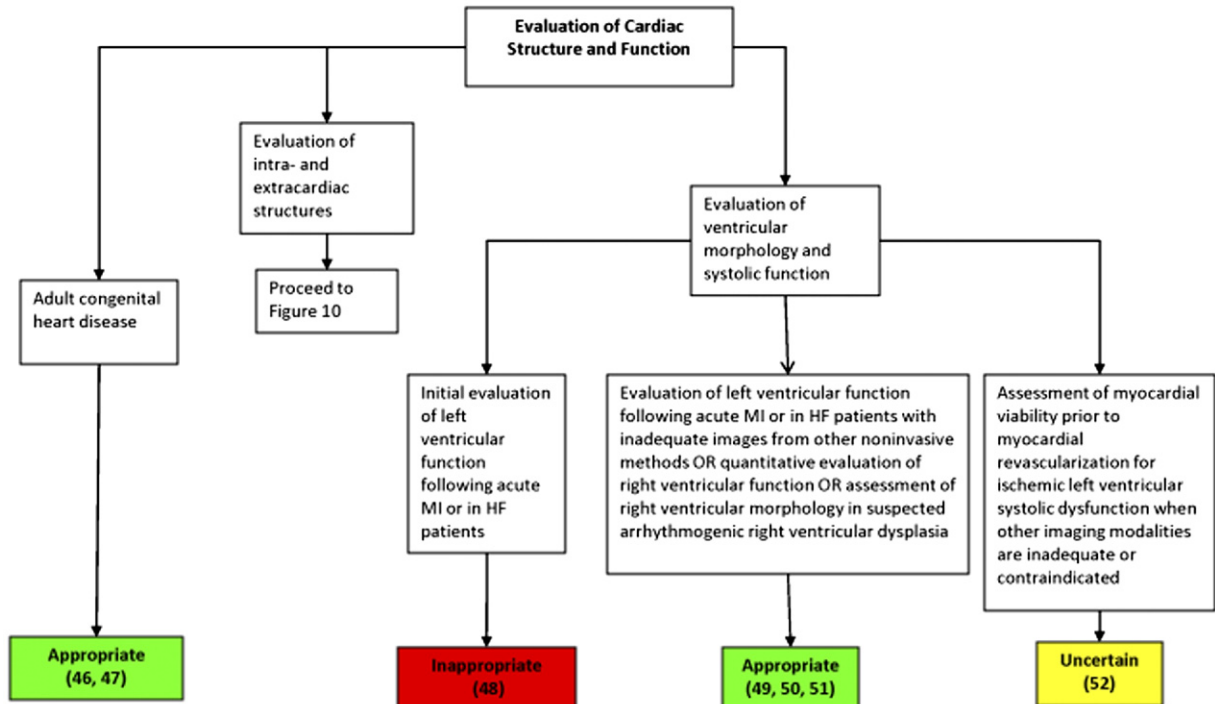 Evaluation of Cardiac
Structure and Function
Evaluation of
intra- and
extracardiac
structures
Proceed to
Figure 10
Adult congenital
heart disease
Evaluation of
ventricular
morphology and
systolic function
Initial evaluation
of left
ventricular
function
following acute
MI or in HF
patients
Evaluation of left ventricular function
following acute MI or in HF patients with
inadequate images from other noninvasive
methods OR quantitative evaluation of
right ventricular function OR assessment of
right ventricular morphology in suspected
arrhythmogenic right ventricular dysplasia
Assessment of myocardial
viability prior to
myocardial
revascularization for
ischemic left ventricular
systolic dysfunction when
other imaging modalities
are inadequate or
contraindicated
Appropriate
(46, 47)
Inappropriate
(48)
Appropriate
(49, 50, 51)
Uncertain
(52)